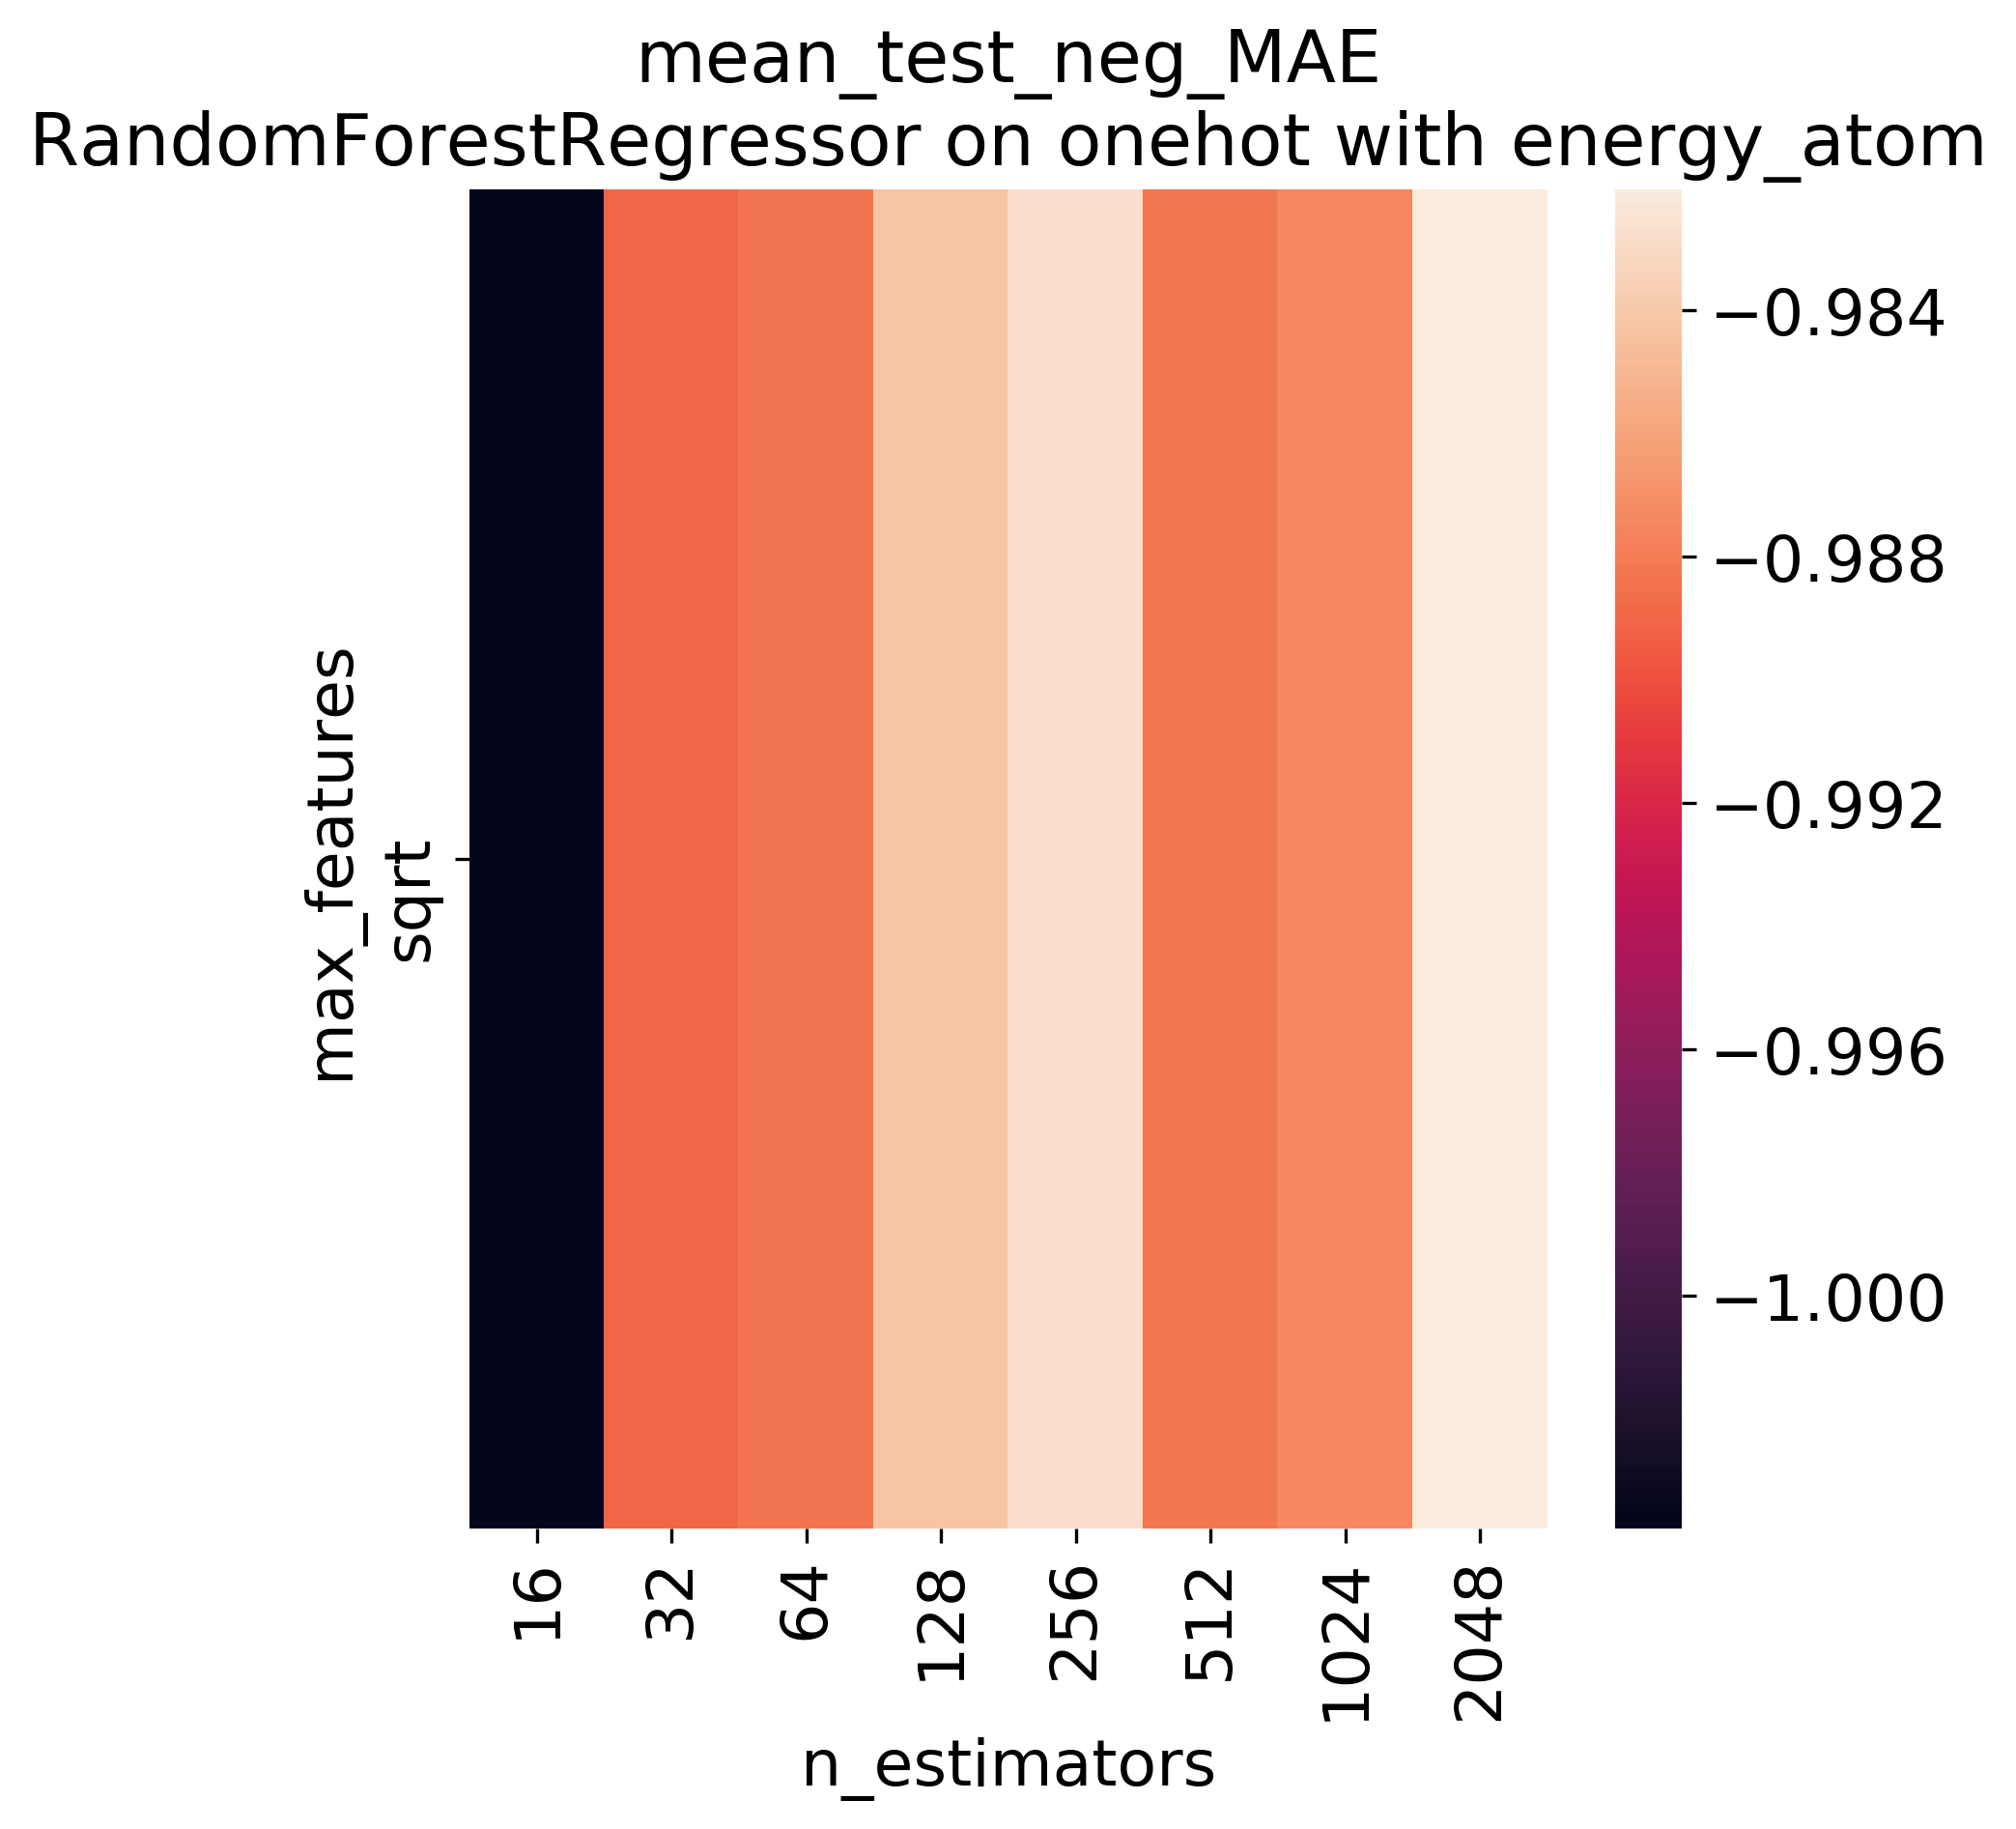 mean_test_neg_MAE
RandomForestRegressor on onehot with energy_atom
max_features
sqrt
−0.984
−0.988
−0.992
−0.996
−1.000
16
32
64
128
256
512
1024
2048
n_estimators